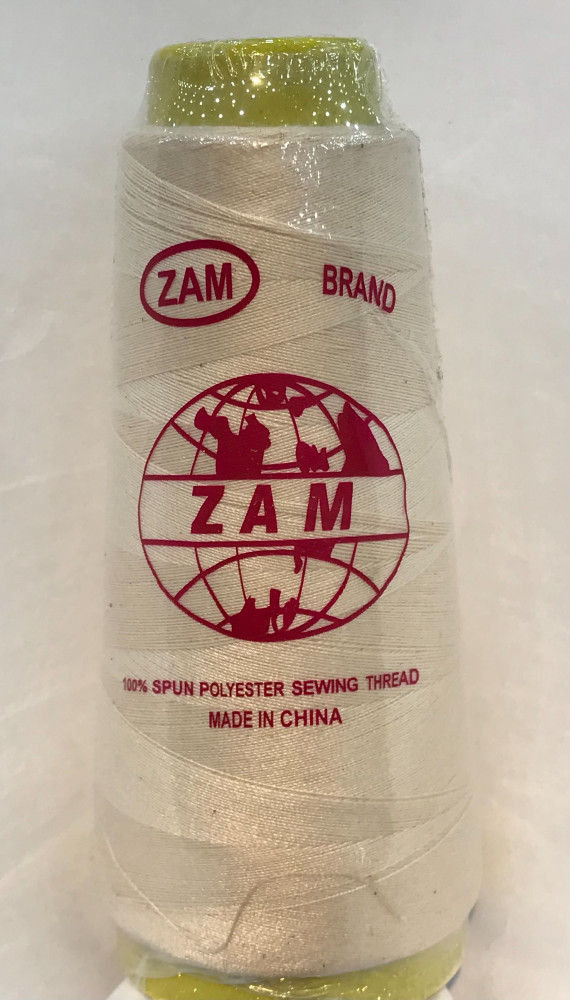 ZAM BRAND
ZAM
100% SPUN POLYESTER SEWING THREAD
MADE IN CHINA